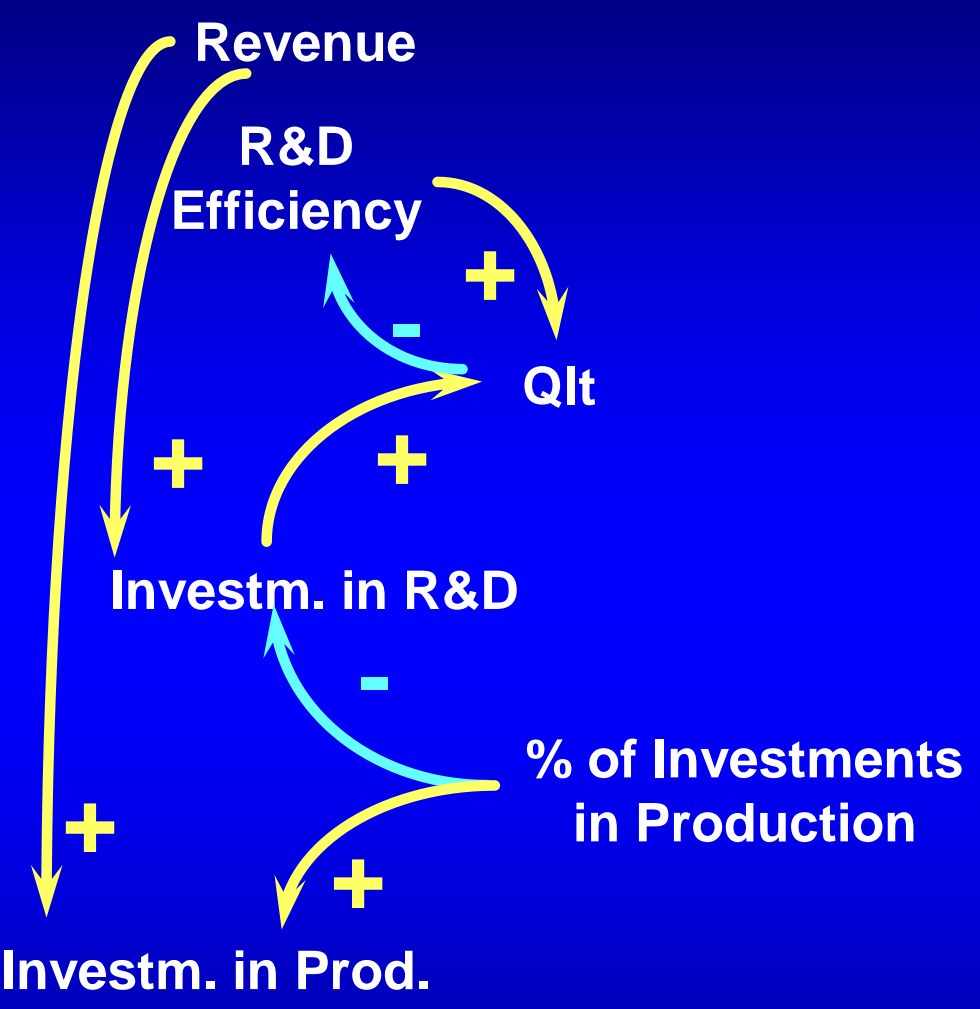 Revenue
R&D
Efficiency
+
-
Qlt
+
+
Investm. in R&D
-
% of Investments
in Production
+
+
Investm. in Prod.